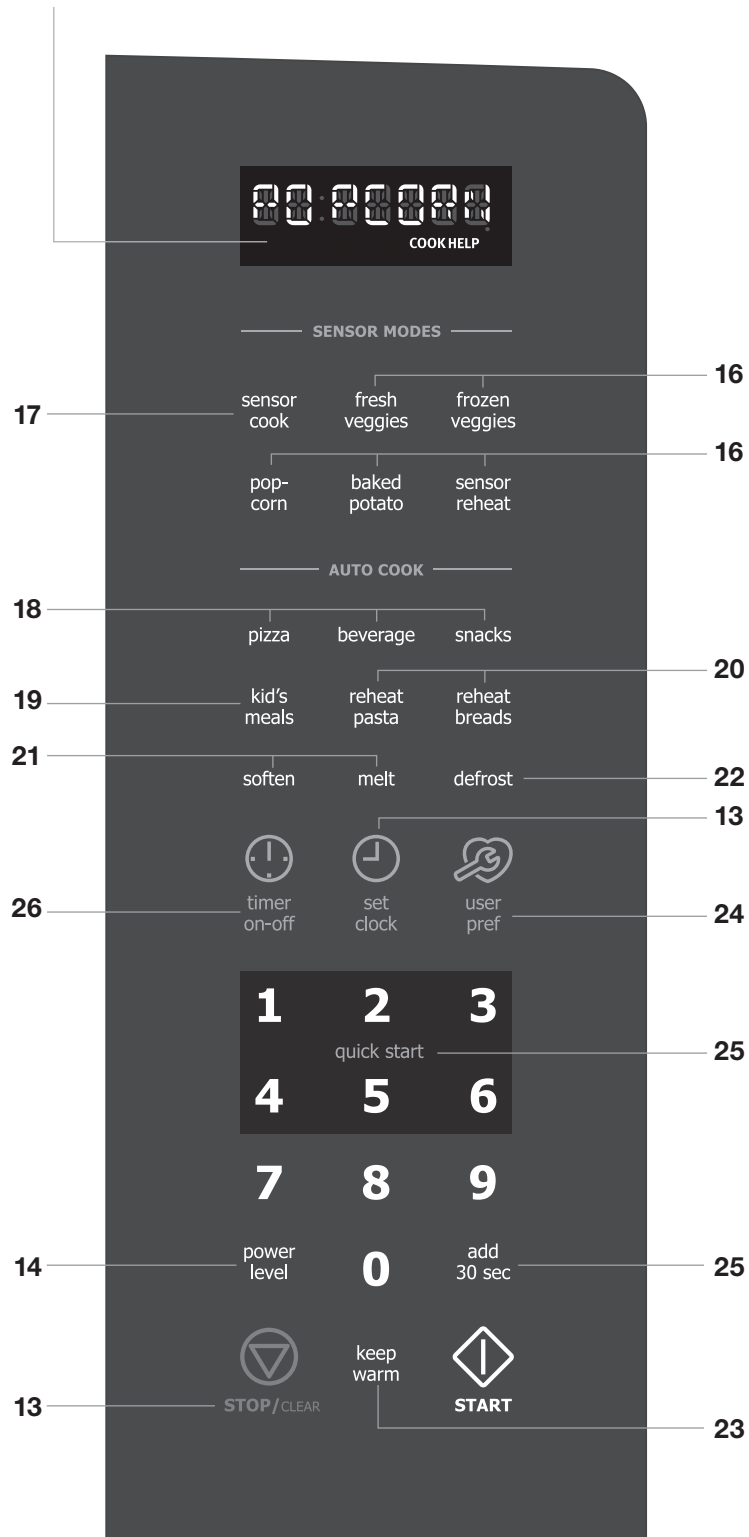 POPCORN
COOK HELP
SENSOR MODES
16
17
sensor cook
fresh veggies
frozen veggies
16
pop-
corn
baked potato
sensor reheat
AUTO COOK
18
pizza
beverage
snacks
20
19
kid's meals
reheat pasta
reheat breads
21
soften
melt
defrost
22
13
26
timer on-off
set clock
user pref
24
1 2 3
quick start
25
4 5 6
7 8 9
14
power level
0
add 30 sec
25
13
STOP/CLEAR
keep warm
START
23